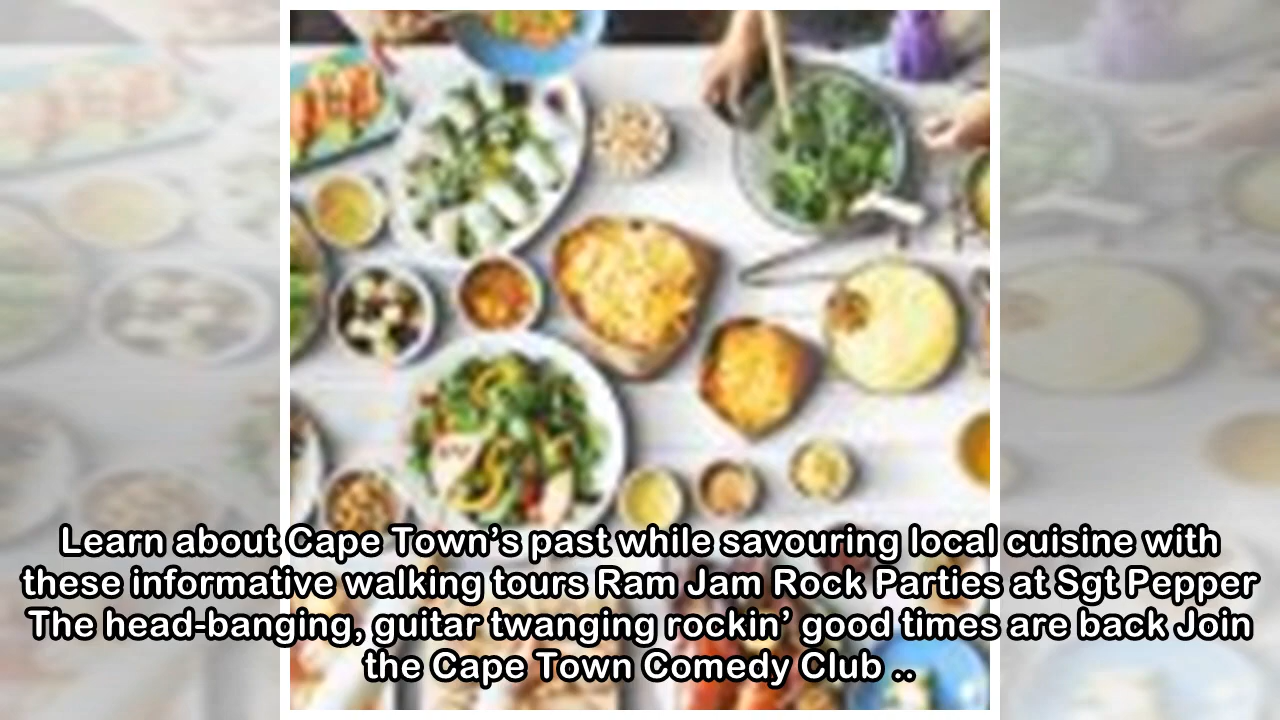 Learn about Cape Town’s past while savouring local cuisine with
these informative walking tours Ram Jam Rock Parties at Sgt Pepper
The head-banging, guitar twanging rockin’ good times are back Join
the Cape Town Comedy Club ..